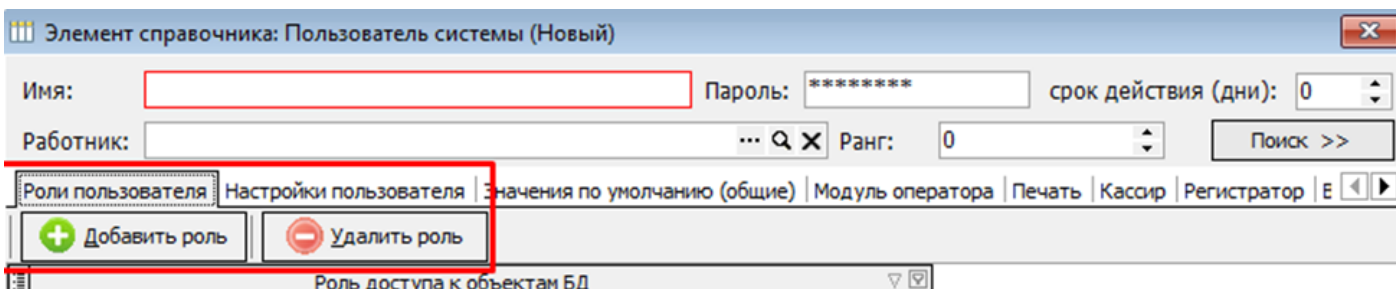 Элемент справочника: Пользователь системы (Новый)
Имя: Пароль: ******** срок действия (дни): 0
Работник: ... Ранг: 0 Поиск >>
Роли пользователя Настройки пользователя Значения по умолчанию (общие) Модуль оператора Печать Кассир Регистратор
Добавить роль Удалить роль
Роль доступа к объектам БД